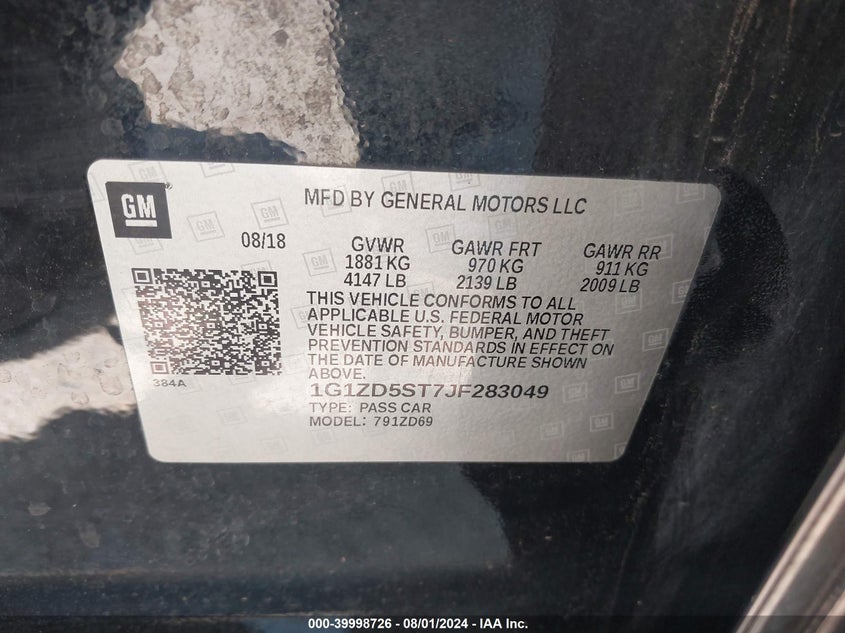 GM
MFD BY GENERAL MOTORS LLC
08/18
GVWR GAWR FRT GAWR RR
1881 KG 970 KG 911 KG
4147 LB 2139 LB 2009 LB
THIS VEHICLE CONFORMS TO ALL
APPLICABLE U.S. FEDERAL MOTOR
VEHICLE SAFETY, BUMPER, AND THEFT
PREVENTION STANDARDS IN EFFECT ON
THE DATE OF MANUFACTURE SHOWN
ABOVE.
384A
1G1ZD5ST7JF283049
TYPE: PASS CAR
MODEL: 791ZD69
000-39998726 - 08/01/2024 - IAA Inc.